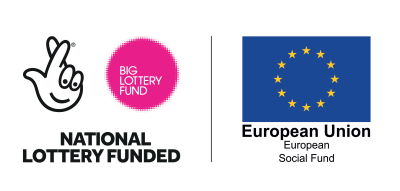 BIG
LOTTERY
FUND
NATIONAL
LOTTERY FUNDED
European Union
European
Social Fund